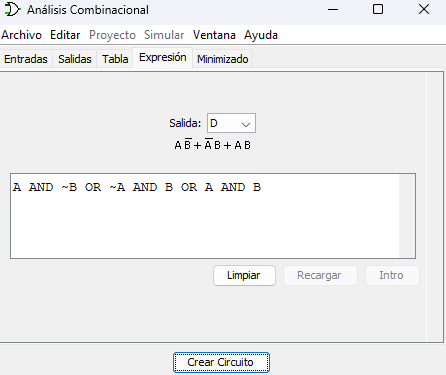 Análisis Combinacional
Archivo Editar Proyecto Simular Ventana Ayuda
Entradas Salidas Tabla Expresión Minimizado
Salida: D
A B̅ + A̅ B + A B
A AND ~B OR ~A AND B OR A AND B
Limpiar Recargar Intro
Crear Circuito